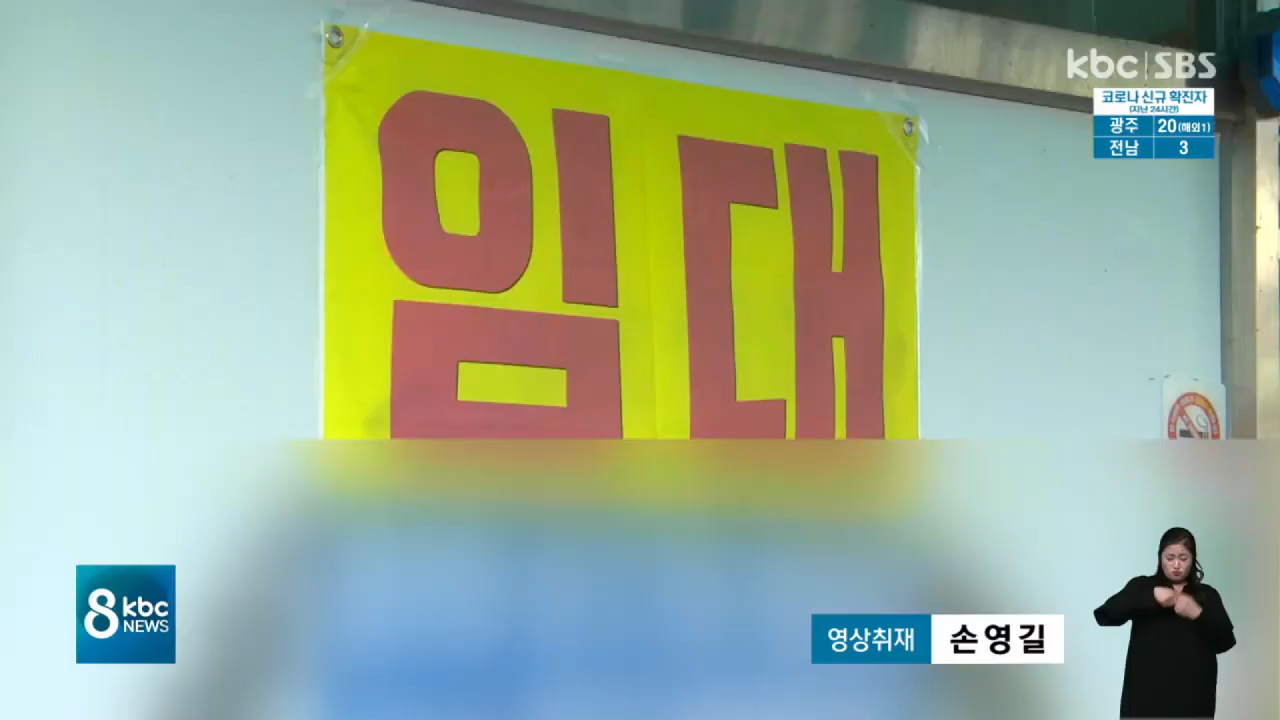 kbc SBS
코로나 신규 확진자
(지난 24시간)
광주 20(해외1)
전남 3
임대
8 kbc NEWS
영상취재 손영길